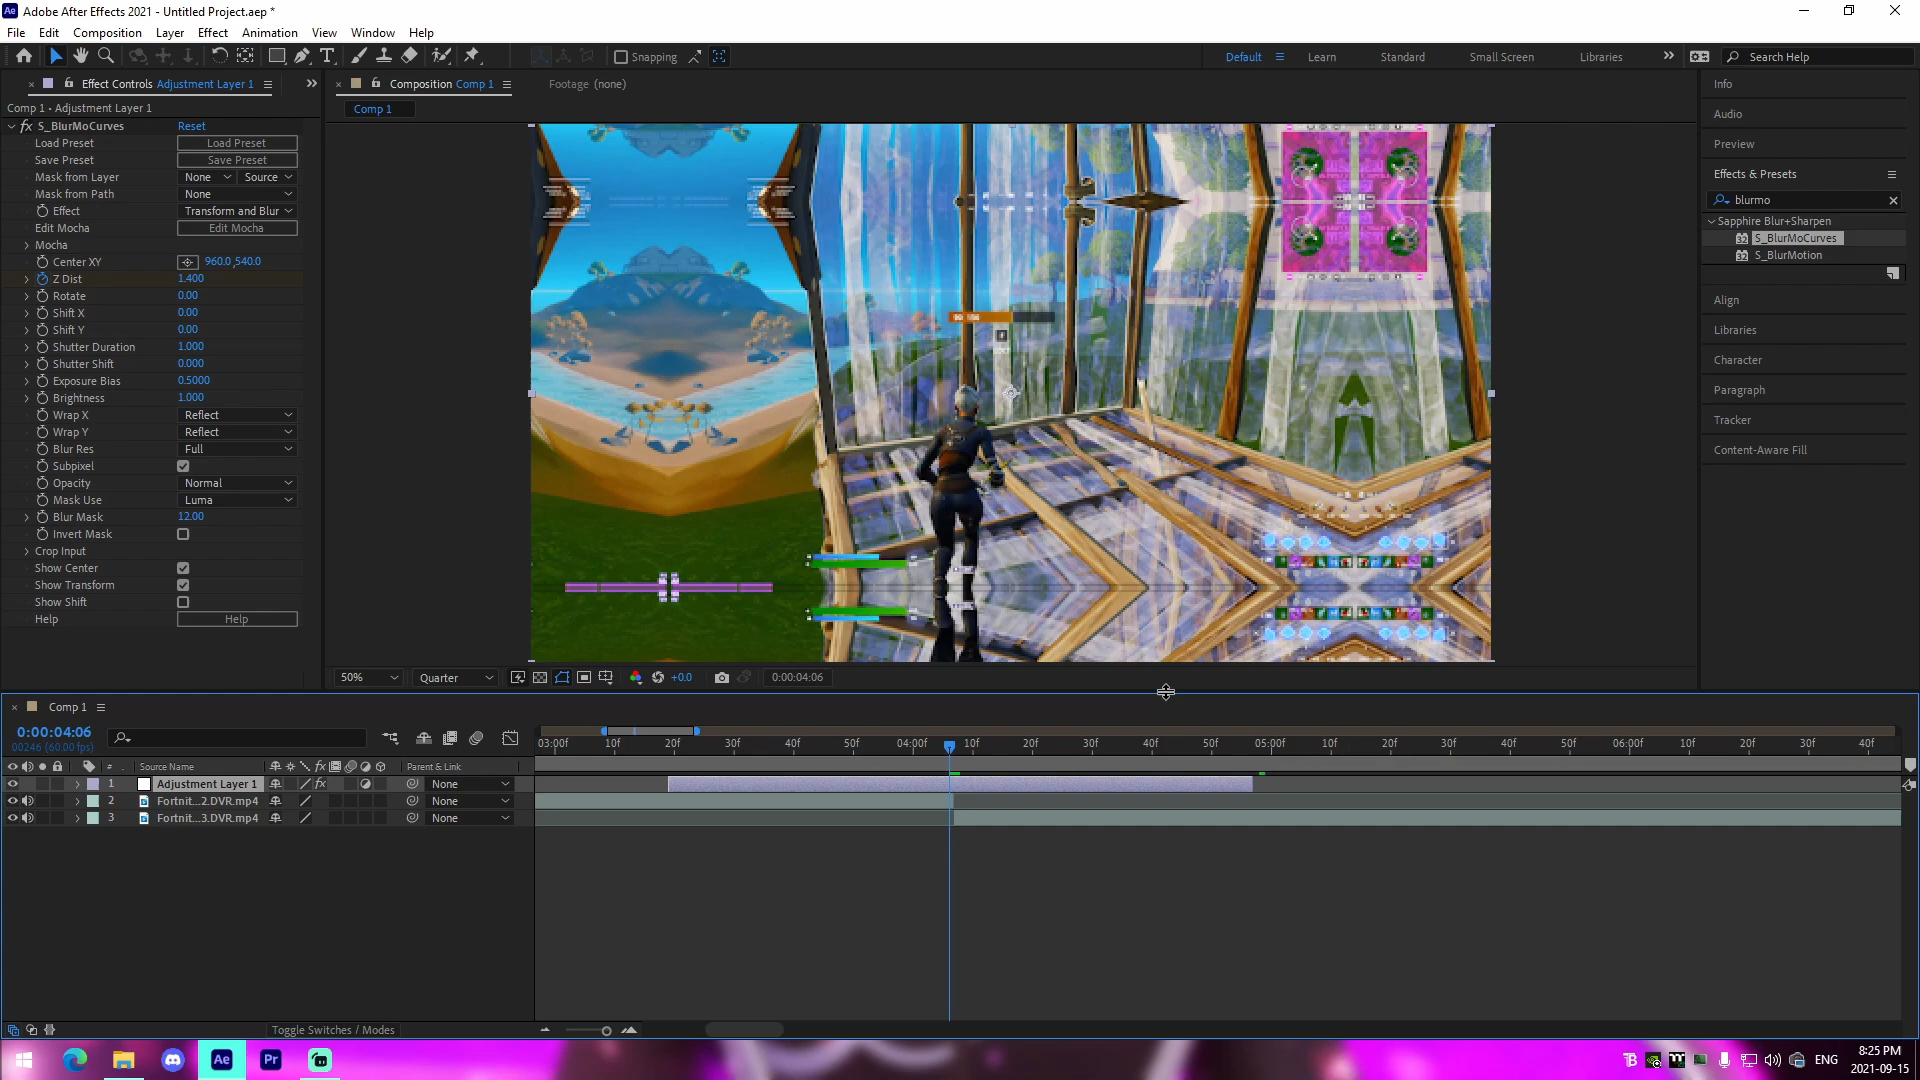 Adobe After Effects 2021 - Untitled Project.aep *
File Edit Composition Layer Effect Animation View Window Help
Snapping
Default Learn Standard Small Screen Libraries Search Help
Effect Controls Adjustment Layer 1
Composition Comp 1
Footage (none)
Comp 1 • Adjustment Layer 1
Comp 1
fx S_BlurMoCurves Reset
Load Preset Load Preset
Save Preset Save Preset
Mask from Layer None Source
Mask from Path None
Effect Transform and Blur
Edit Mocha Edit Mocha
Mocha
Center XY 960.0,540.0
Z Dist 1.400
Rotate 0.00
Shift X 0.00
Shift Y 0.00
Shutter Duration 1.000
Shutter Shift 0.000
Exposure Bias 0.5000
Brightness 1.000
Wrap X Reflect
Wrap Y Reflect
Blur Res Full
Subpixel
Opacity Normal
Mask Use Luma
Blur Mask 12.00
Invert Mask
Crop Input
Show Center
Show Transform
Show Shift
Help Help
Info
Audio
Preview
Effects & Presets
blurmo
Sapphire Blur+Sharpen
32 S_BlurMoCurves
32 S_BlurMotion
Align
Libraries
Character
Paragraph
Tracker
Content-Aware Fill
50% Quarter +0.0 0:00:04:06
Comp 1
0:00:04:06
00246 (60.00 fps)
03:00f 10f 20f 30f 40f 50f 04:00f 10f 20f 30f 40f 50f 05:00f 10f 20f 30f 40f 50f 06:00f 10f 20f 30f 40f
# Source Name fx Parent & Link
1 Adjustment Layer 1 fx None
2 Fortnit...2.DVR.mp4 None
3 Fortnit...3.DVR.mp4 None
Toggle Switches / Modes
Ae Pr
ENG
8:25 PM
2021-09-15